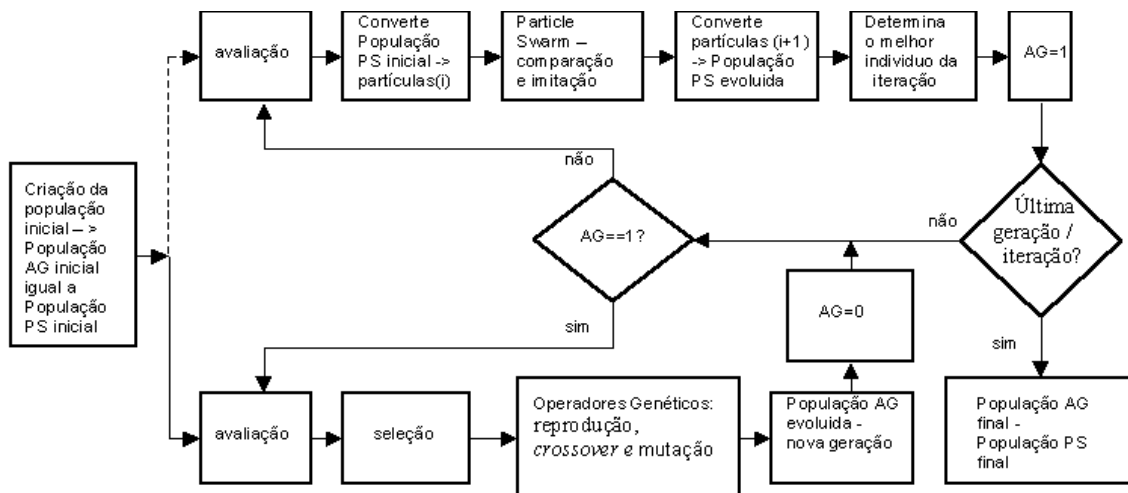 avaliação
Converte
População
PS inicial ->
partículas(i)
Particle
Swarm –
comparação
e imitação
Converte
partículas (i+1)
-> População
PS evoluida
Determina
o melhor
individuo da
iteração
AG=1
não
Criação da
população
inicial – >
População
AG inicial
igual a
População
PS inicial
AG==1?
não
Última
geração /
iteração?
AG=0
sim
sim
avaliação
seleção
Operadores Genéticos:
reprodução,
crossover e mutação
População AG
evoluida -
nova geração
População AG
final -
População PS
final